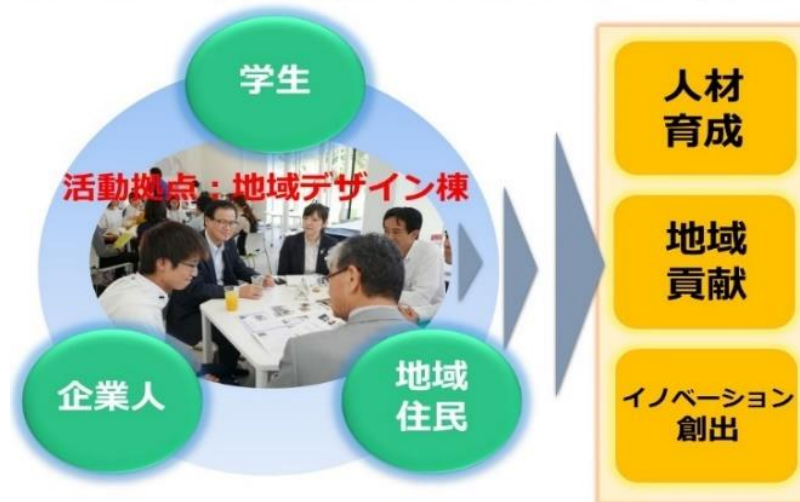 学生
活動拠点：地域デザイン棟
企業人
地域
住民
人材
育成
地域
貢献
イノベーション
創出